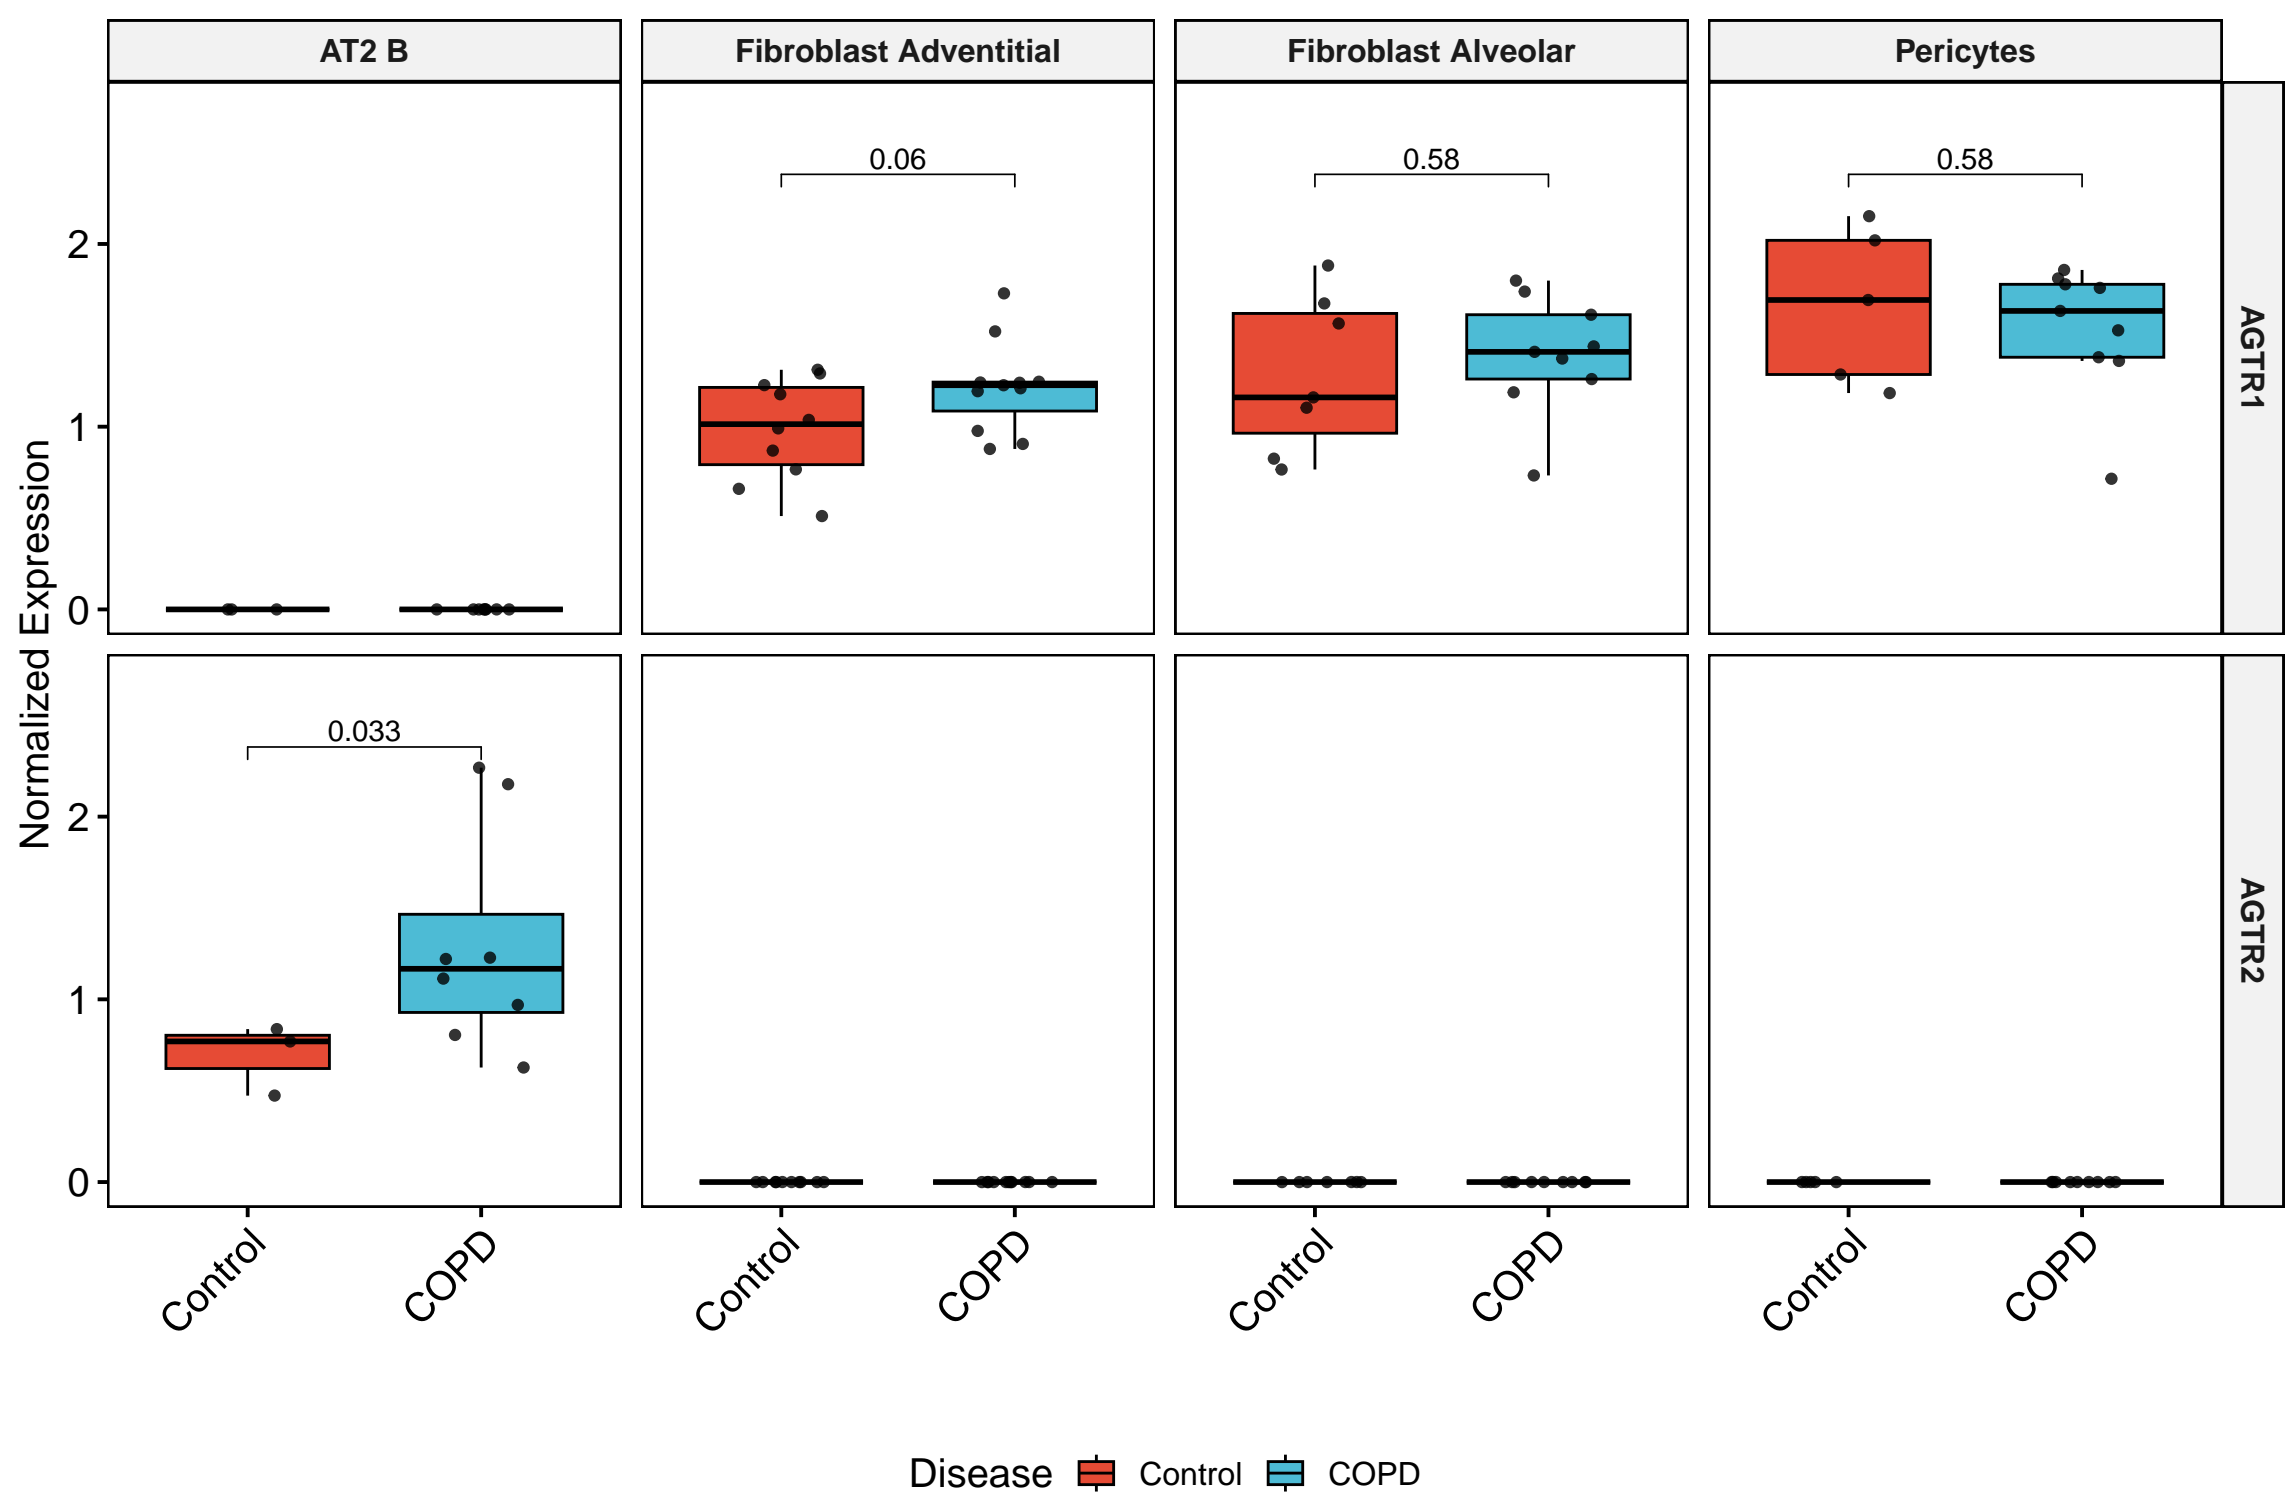 AT2 B
Fibroblast Adventitial
Fibroblast Alveolar
Pericytes
Normalized Expression
2
1
0
0.06
0.58
0.58
AGTR1
2
1
0
0.033
AGTR2
Control
COPD
Control
COPD
Control
COPD
Control
COPD
Disease
Control
COPD